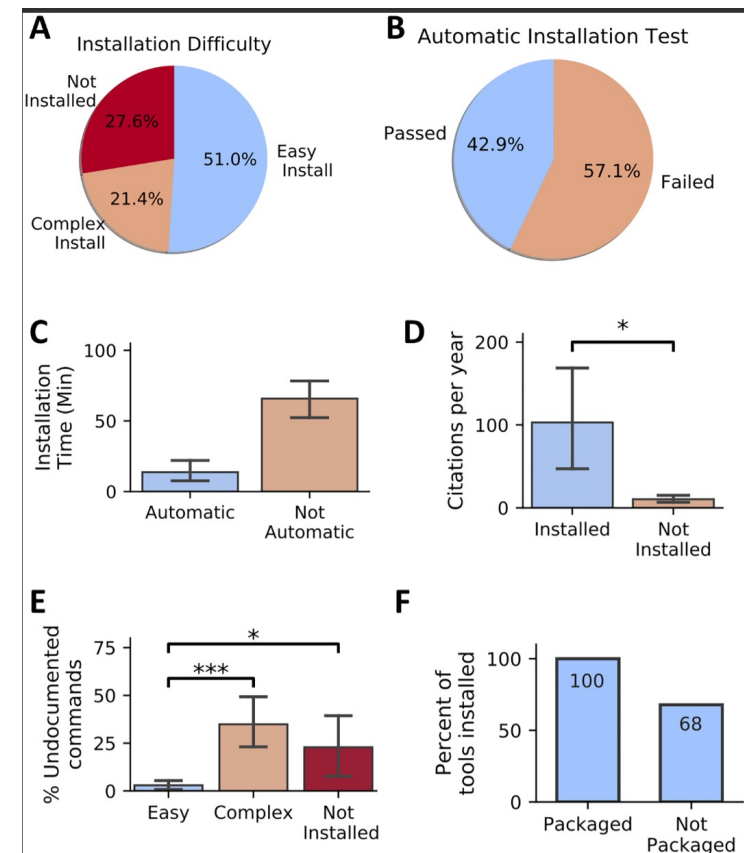 A
Installation Difficulty
Not
Installed
27.6%
51.0%
Easy
Install
21.4%
Complex
Install
B
Automatic Installation Test
Passed
42.9%
57.1%
Failed
C
Installation
Time (Min)
100
50
0
Automatic
Not
Automatic
D
Citations per year
200
100
0
*
Installed
Not
Installed
E
% Undocumented
commands
75
50
25
0
*
***
Easy
Complex
Not
Installed
F
Percent of
tools installed
100
50
0
100
68
Packaged
Not
Packaged